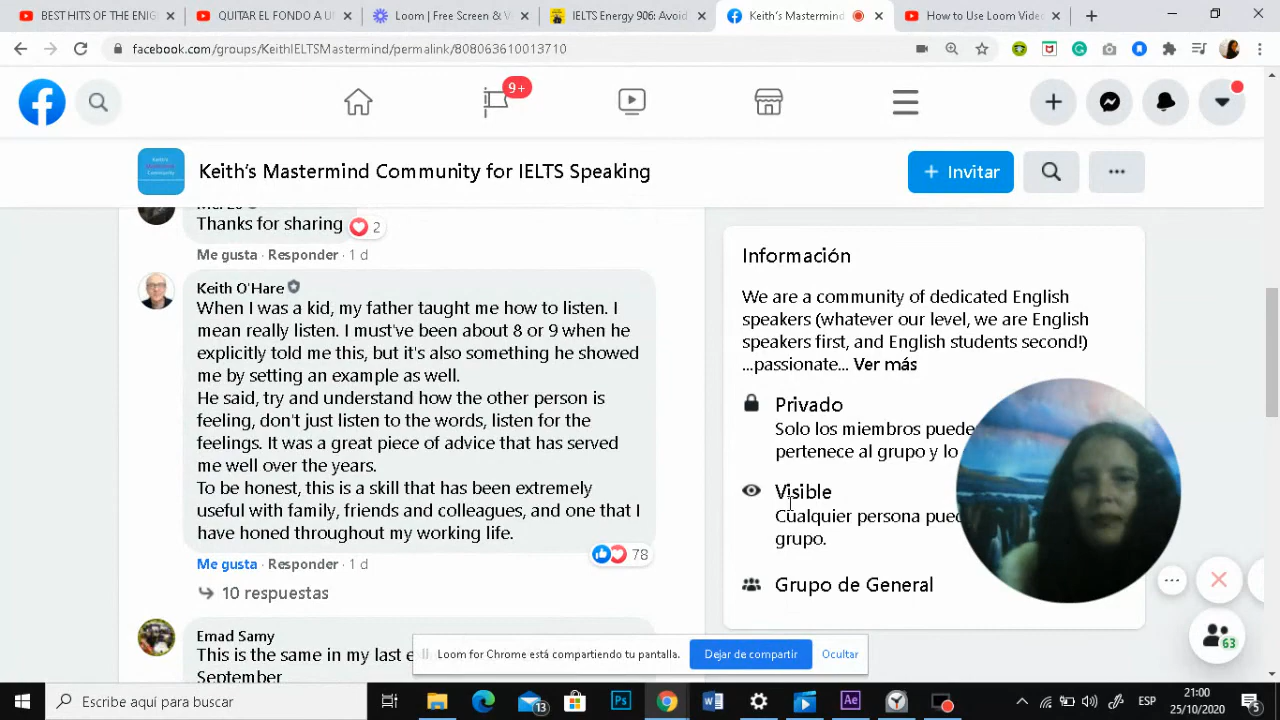 BEST HITS OF THE ENIG
QUITAR EL FONDO A U
Loom | Free Screen & V
IELTS Energy 906: Avoid
Keith's Mastermind
How to Use Loom Video
facebook.com/groups/KeithIELTSMastermind/permalink/8080636100​13710
9+
Keith's Mastermind Community for IELTS Speaking
+ Invitar
Thanks for sharing
2
Me gusta · Responder · 1 d
Keith O'Hare
When I was a kid, my father taught me how to listen. I
mean really listen. I must've been about 8 or 9 when he
explicitly told me this, but it's also something he showed
me by setting an example as well.
He said, try and understand how the other person is
feeling, don't just listen to the words, listen for the
feelings. It was a great piece of advice that has served
me well over the years.
To be honest, this is a skill that has been extremely
useful with family, friends and colleagues, and one that I
have honed throughout my working life.
78
Me gusta · Responder · 1 d
10 respuestas
Emad Samy
This is the same in my last e
September
Información
We are a community of dedicated English
speakers (whatever our level, we are English
speakers first, and English students second!)
...passionate... Ver más
Privado
Solo los miembros puede
pertenece al grupo y lo
Visible
Cualquier persona pued
grupo.
Grupo de General
63
Loom for Chrome está compartiendo tu pantalla.
Dejar de compartir
Ocultar
Escribe aquí para buscar
13
Ps
Ae
ESP
21:00
25/10/2020
5